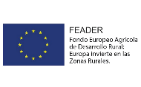 FEADER
Fondo Europeo Agrícola
de Desarrollo Rural:
Europa invierte en las
Zonas Rurales.